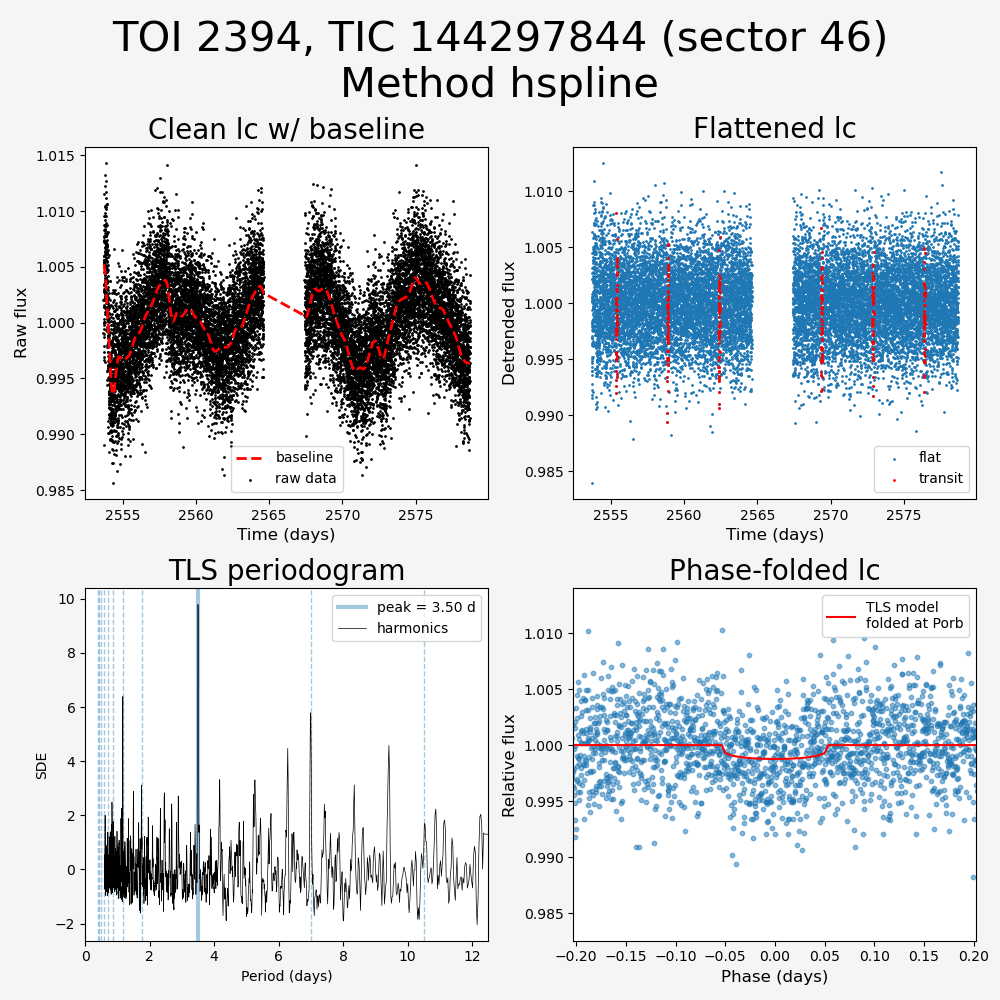 TOI 2394, TIC 144297844 (sector 46)
Method hspline
Clean lc w/ baseline
1.015
1.010
1.005
1.000
0.995
0.990
0.985
Raw flux
baseline
raw data
2555 2560 2565 2570 2575
Time (days)
Flattened lc
1.010
1.005
1.000
0.995
0.990
0.985
Detrended flux
flat
transit
2555 2560 2565 2570 2575
Time (days)
TLS periodogram
10
8
6
4
2
0
−2
SDE
peak = 3.50 d
harmonics
0 2 4 6 8 10 12
Period (days)
Phase-folded lc
1.010
1.005
1.000
0.995
0.990
0.985
Relative flux
TLS model
folded at Porb
−0.20 −0.15 −0.10 −0.05 0.00 0.05 0.10 0.15 0.20
Phase (days)